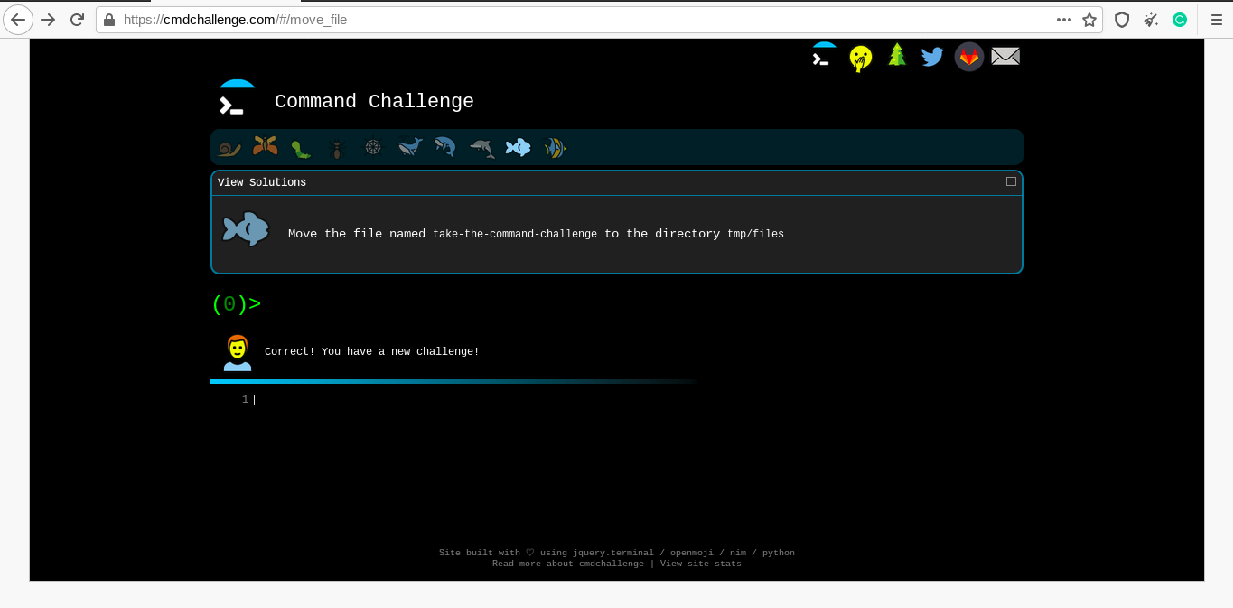 https://cmdchallenge.com/#/move_file
Command Challenge
View Solutions
Move the file named take-the-command-challenge to the directory tmp/files
(0)>
Correct! You have a new challenge!
1
Site built with ♡ using jquery.terminal / openmoji / nim / python
Read more about cmdchallenge | View site stats